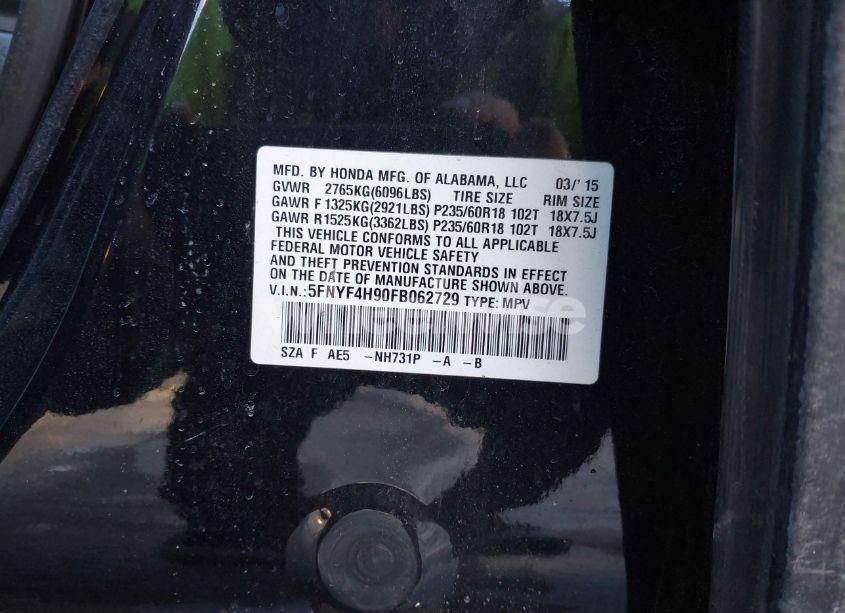 MFD. BY HONDA MFG. OF ALABAMA, LLC 03/' 15
GVWR 2765KG(6096LBS) TIRE SIZE RIM SIZE
GAWR F 1325KG(2921LBS) P235/60R18 102T 18X7.5J
GAWR R1525KG(3362LBS) P235/60R18 102T 18X7.5J
THIS VEHICLE CONFORMS TO ALL APPLICABLE
FEDERAL MOTOR VEHICLE SAFETY
AND THEFT PREVENTION STANDARDS IN EFFECT
ON THE DATE OF MANUFACTURE SHOWN ABOVE.
V.I.N.:5FNYF4H90FB062729 TYPE: MPV
SZA F AE5 -NH731P -A -B